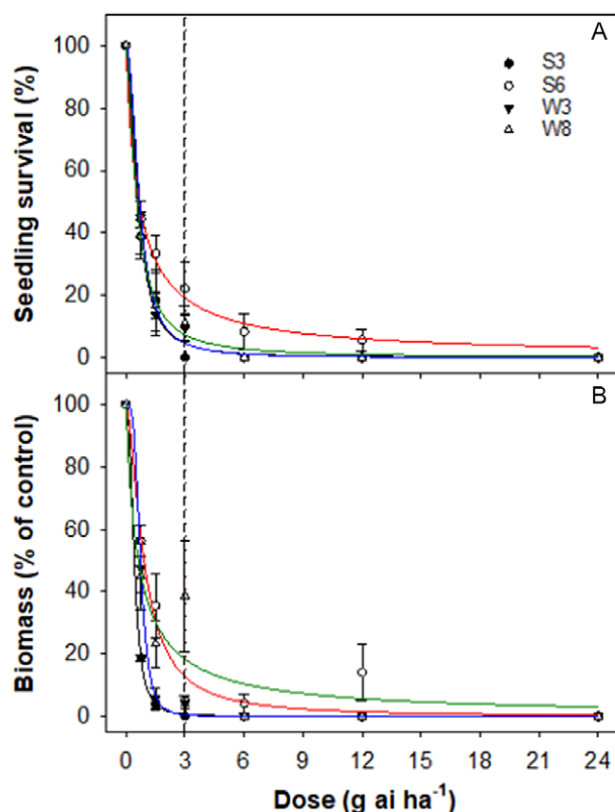 A
Seedling survival (%)
100
80
60
40
20
0
S3
S6
W3
W8
B
Biomass (% of control)
100
80
60
40
20
0
0 3 6 9 12 15 18 21 24
Dose (g ai ha⁻¹)